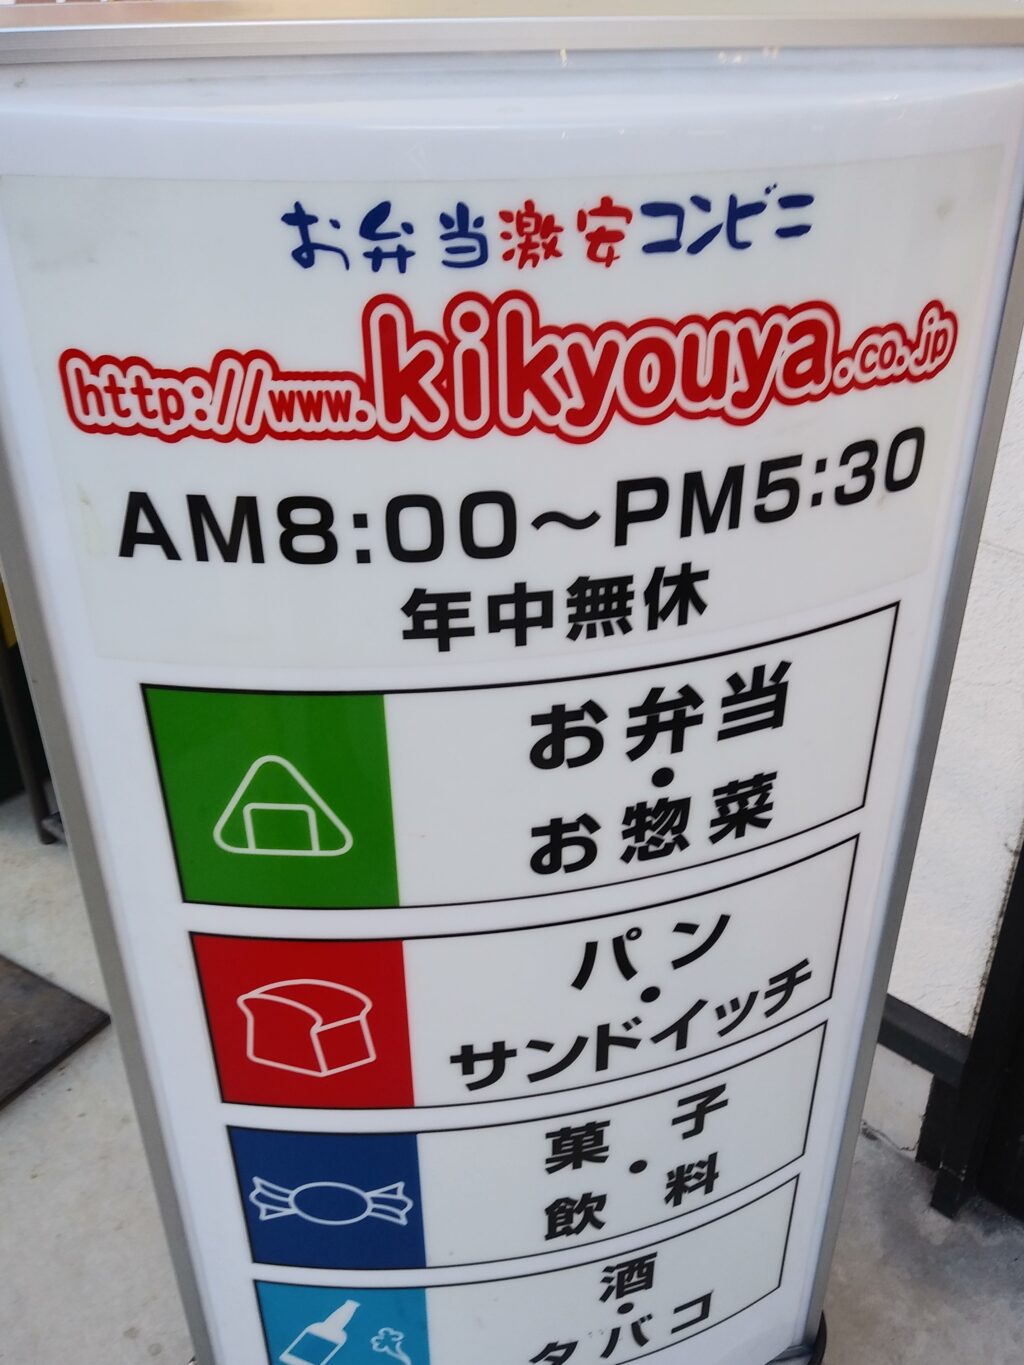 お弁当激安コンビニ
http://www.kikyouya.co.jp
AM8:00～PM5:30
年中無休
お弁当
・
お惣菜
パン
・
サンドイッチ
菓子
・
飲料
酒
・
タバコ